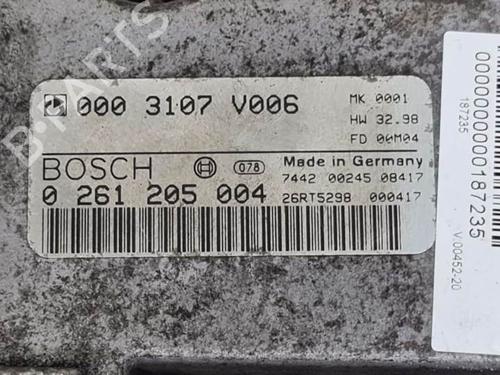 000 3107 V006
MK 0001
HW 32.98
FD 00M04
BOSCH
078
Made in Germany
0 261 205 004
7442 00245 08417
26RT5298 000417
0000000000187235
187235
V.00452-20
B-PARTS